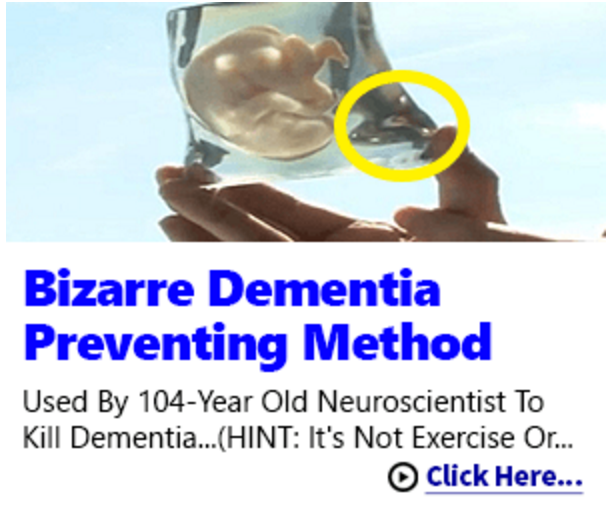 Bizarre Dementia
Preventing Method
Used By 104-Year Old Neuroscientist To
Kill Dementia...(HINT: It's Not Exercise Or...
Click Here...